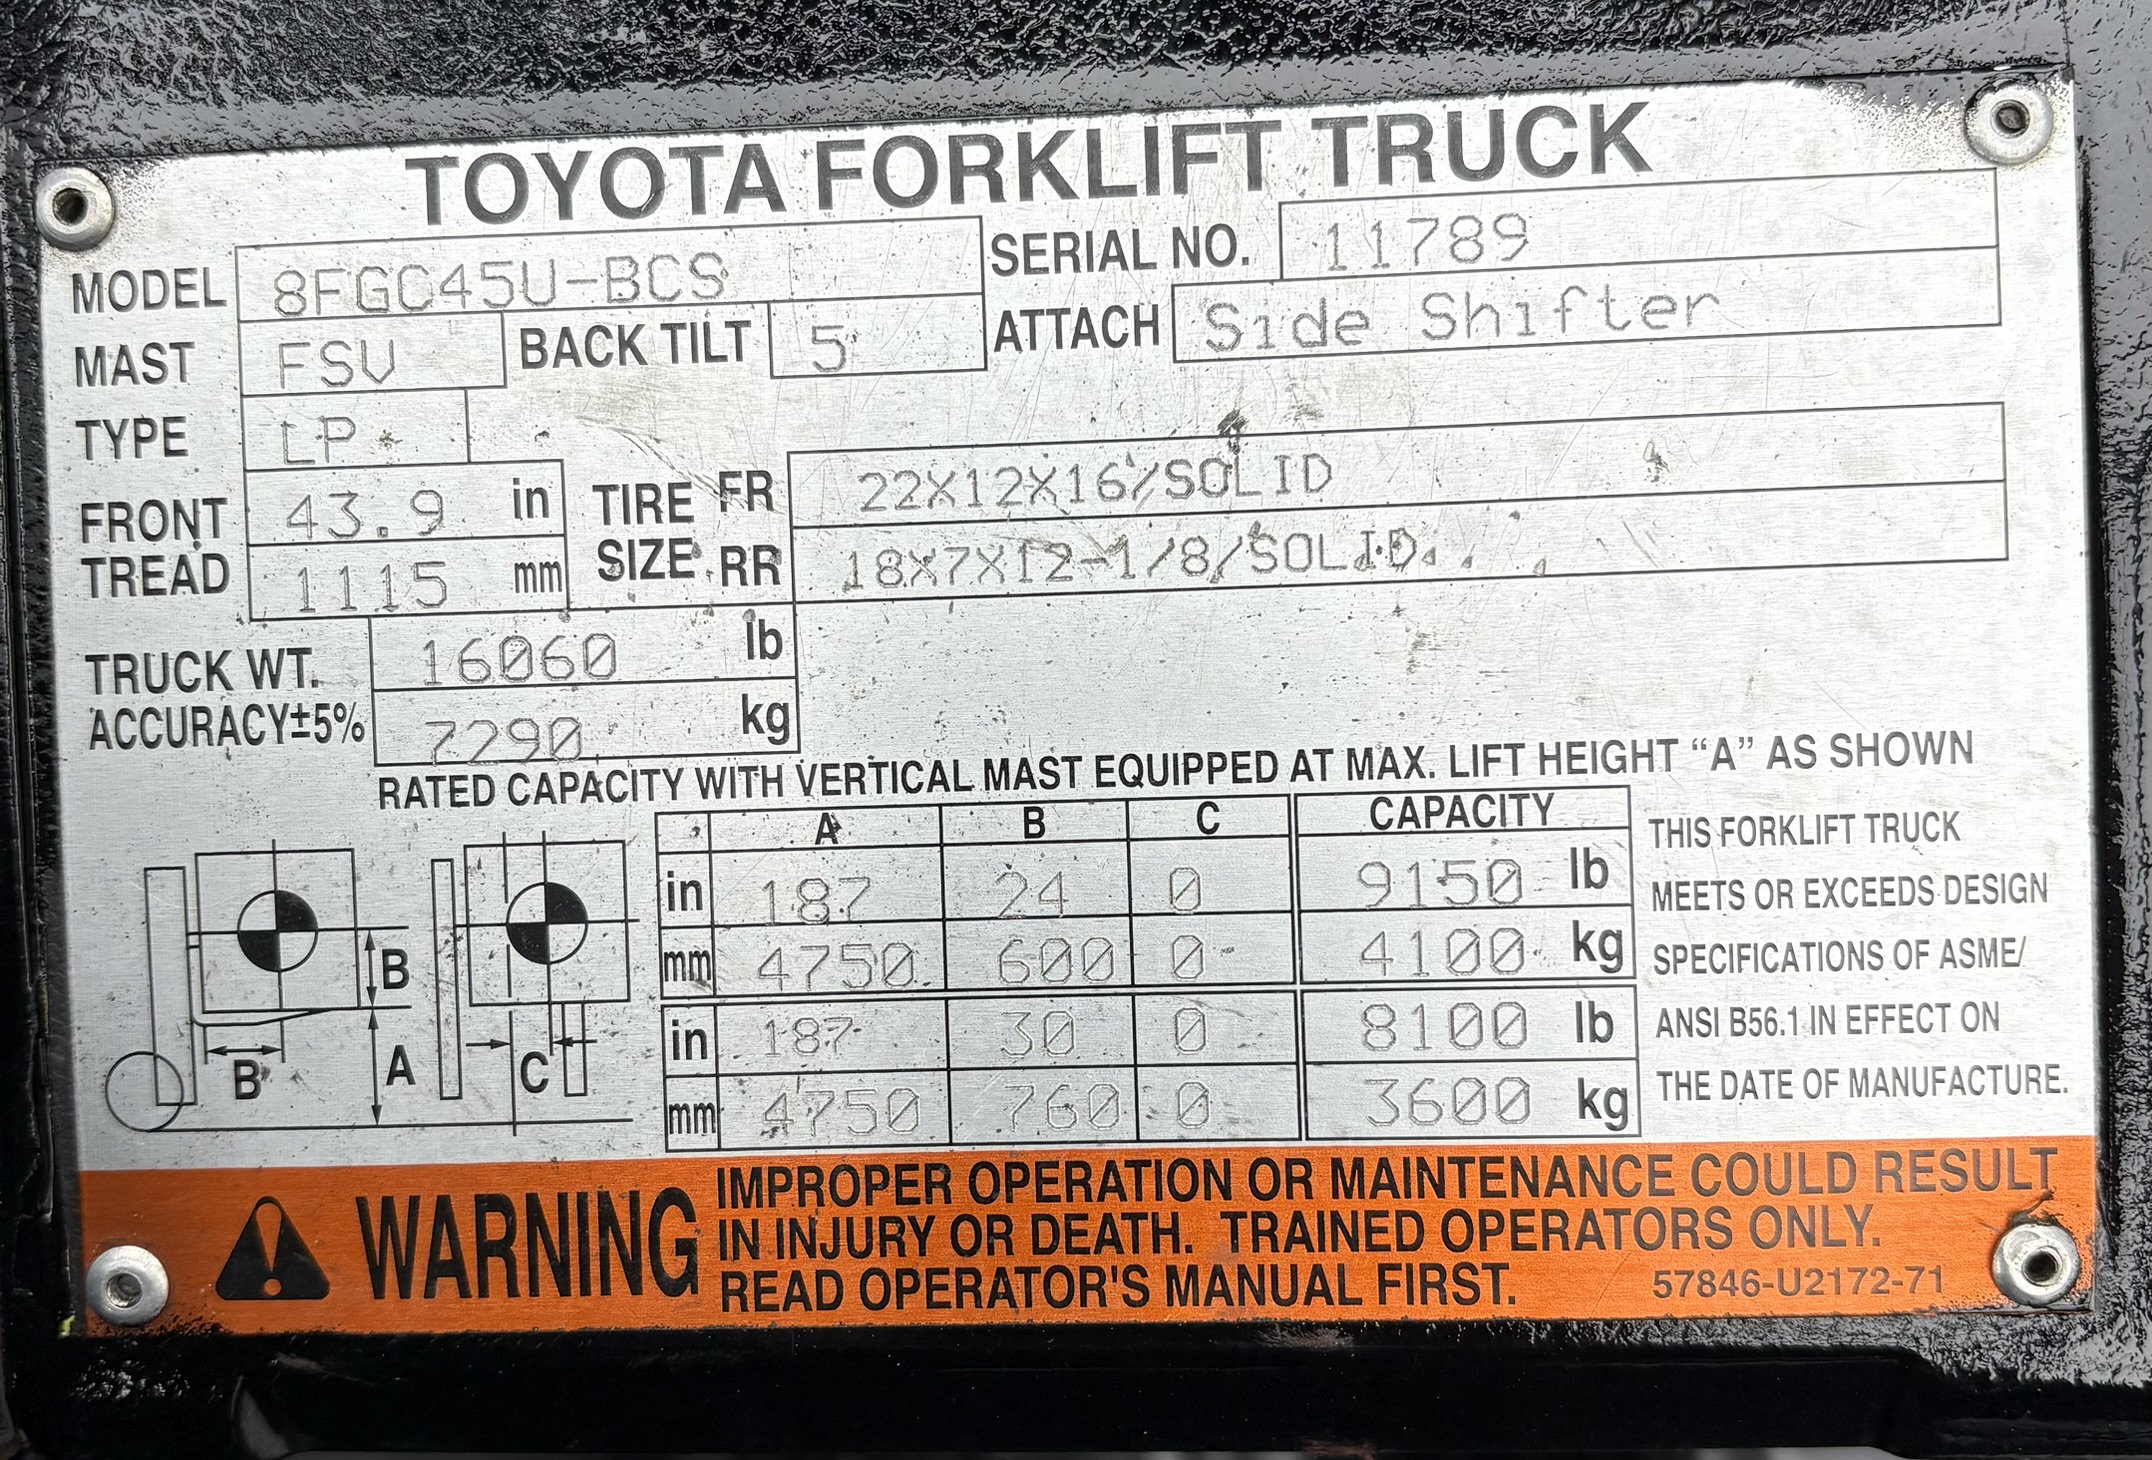 TOYOTA FORKLIFT TRUCK
MODEL 8FGC45U-BCS SERIAL NO. 11789
MAST FSV BACK TILT 5 ATTACH Side Shifter
TYPE LP
FRONT TREAD 43.9 in TIRE SIZE FR 22X12X16/SOLID
1115 mm RR 18X7X12-1/8/SOLID
TRUCK WT. 16060 lb
ACCURACY±5% 7290 kg
RATED CAPACITY WITH VERTICAL MAST EQUIPPED AT MAX. LIFT HEIGHT “A” AS SHOWN
A B C CAPACITY
in 187 24 0 9150 lb
mm 4750 600 0 4100 kg
in 187 30 0 8100 lb
mm 4750 760 0 3600 kg
B
B
A
C
THIS FORKLIFT TRUCK
MEETS OR EXCEEDS DESIGN
SPECIFICATIONS OF ASME/
ANSI B56.1 IN EFFECT ON
THE DATE OF MANUFACTURE.
WARNING
IMPROPER OPERATION OR MAINTENANCE COULD RESULT
IN INJURY OR DEATH. TRAINED OPERATORS ONLY.
READ OPERATOR'S MANUAL FIRST. 57846-U2172-71